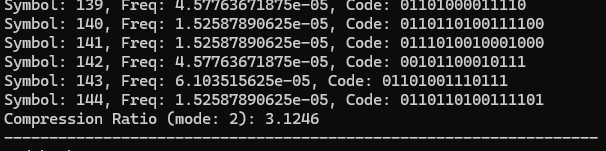 Symbol: 139, Freq: 4.57763671875e-05, Code: 01101000011110
Symbol: 140, Freq: 1.52587890625e-05, Code: 0110110100111100
Symbol: 141, Freq: 1.52587890625e-05, Code: 0111010010001000
Symbol: 142, Freq: 4.57763671875e-05, Code: 00101100010111
Symbol: 143, Freq: 6.103515625e-05, Code: 01101001110111
Symbol: 144, Freq: 1.52587890625e-05, Code: 0110110100111101
Compression Ratio (mode: 2): 3.1246
------------------------------------------------------------------